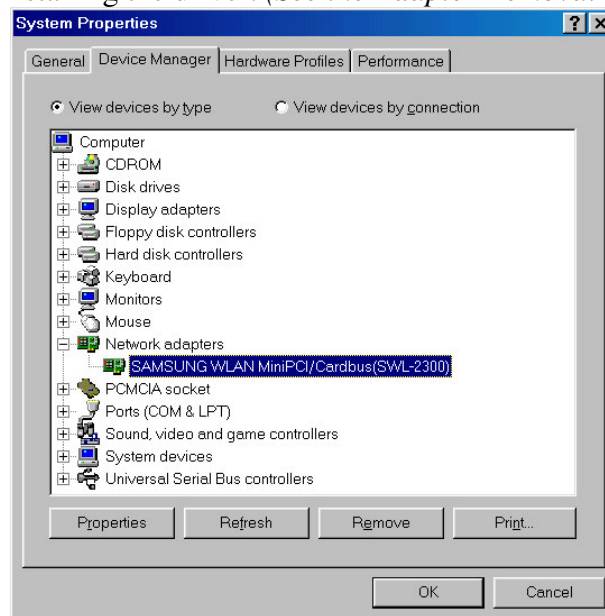 System Properties
General Device Manager Hardware Profiles Performance
View devices by type View devices by connection
Computer
CDROM
Disk drives
Display adapters
Floppy disk controllers
Hard disk controllers
Keyboard
Monitors
Mouse
Network adapters
SAMSUNG WLAN MiniPCI/Cardbus(SWL-2300)
PCMCIA socket
Ports (COM & LPT)
Sound, video and game controllers
System devices
Universal Serial Bus controllers
Properties Refresh Remove Print...
OK Cancel